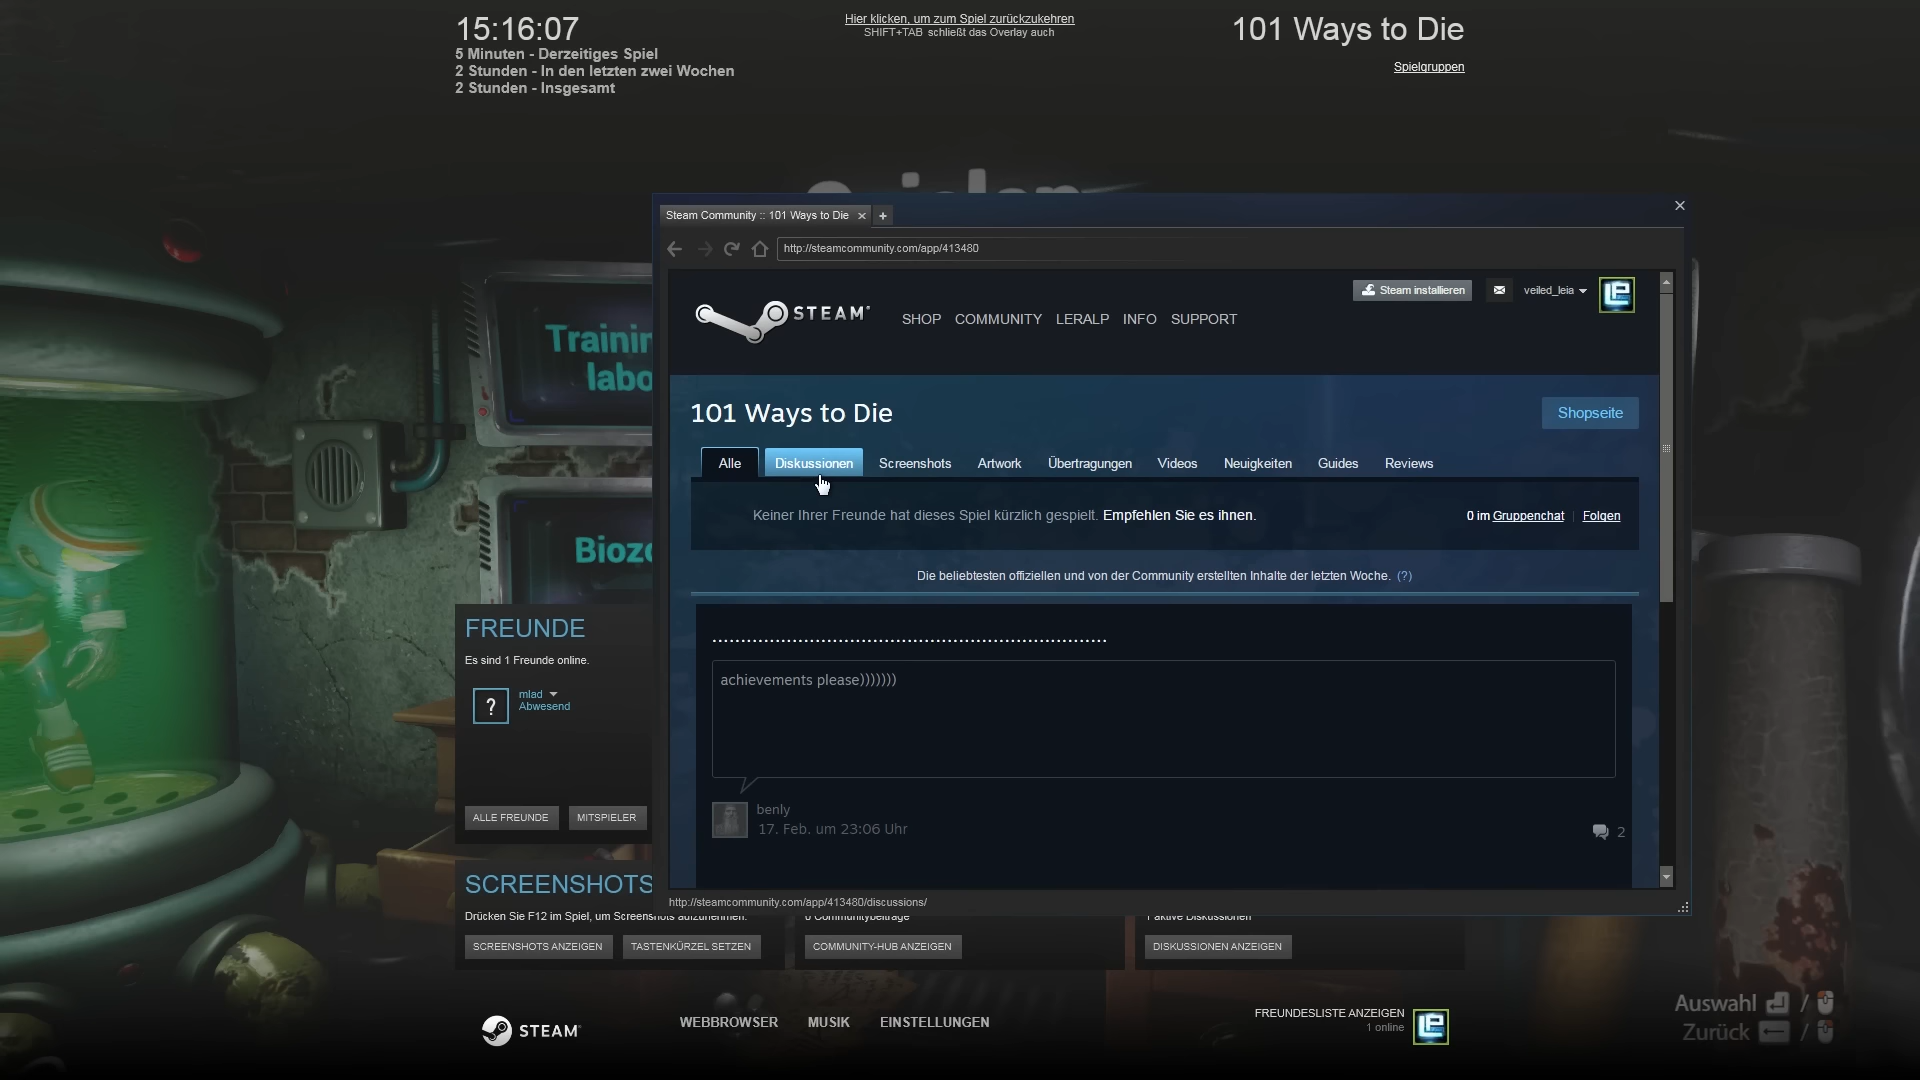 15:16:07
5 Minuten - Derzeitiges Spiel
2 Stunden - In den letzten zwei Wochen
2 Stunden - Insgesamt
Hier klicken, um zum Spiel zurückzukehren
SHIFT+TAB schließt das Overlay auch
101 Ways to Die
Spielgruppen
Steam Community :: 101 Ways to Die
http://steamcommunity.com/app/413480
Steam installieren
veiled_leia
STEAM
SHOP COMMUNITY LERALP INFO SUPPORT
101 Ways to Die
Shopseite
Alle Diskussionen Screenshots Artwork Übertragungen Videos Neuigkeiten Guides Reviews
Keiner Ihrer Freunde hat dieses Spiel kürzlich gespielt. Empfehlen Sie es ihnen.
0 im Gruppenchat | Folgen
Die beliebtesten offiziellen und von der Community erstellten Inhalte der letzten Woche. (?)
achievements please)))))))
benly
17. Feb. um 23:06 Uhr
2
http://steamcommunity.com/app/413480/discussions/
FREUNDE
Es sind 1 Freunde online.
?
mlad
Abwesend
ALLE FREUNDE MITSPIELER
SCREENSHOTS
Drücken Sie F12 im Spiel, um Screenshots aufzunehmen.
0 Communitybeiträge
1 aktive Diskussionen
SCREENSHOTS ANZEIGEN TASTENKÜRZEL SETZEN COMMUNITY-HUB ANZEIGEN DISKUSSIONEN ANZEIGEN
STEAM
WEBBROWSER MUSIK EINSTELLUNGEN
FREUNDESLISTE ANZEIGEN
1 online
Auswahl /
Zurück /